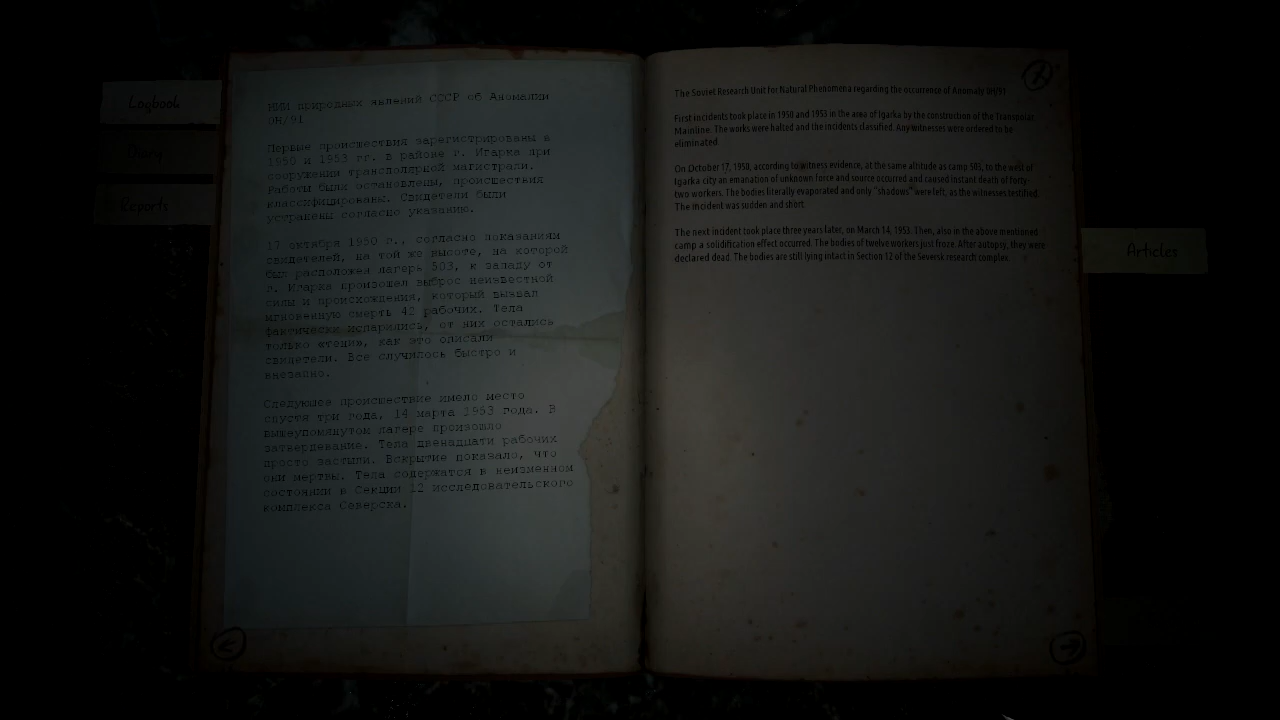 Logbook
Diary
Reports
НИИ природных явлений СССР об Аномалии
0H/91
Первые происшествия зарегистрированы в
1950 и 1953 гг. в районе г. Игарка при
сооружении трансполярной магистрали.
Работы были остановлены, происшествия
классифицированы. Свидетели были
устранены согласно указанию.
17 октября 1950 г., согласно показаниям
свидетелей, на той же высоте, на которой
был расположен лагерь 503, к западу от
г. Игарка произошел выброс неизвестной
силы и происхождения, который вызвал
мгновенную смерть 42 рабочих. Тела
фактически испарились, от них остались
только «тени», как это описали
свидетели. Все случилось быстро и
внезапно.
Следующее происшествие имело место
спустя три года, 14 марта 1953 года. В
вышеупомянутом лагере произошло
затвердевание. Тела двенадцати рабочих
просто застыли. Вскрытие показало, что
они мертвы. Тела содержатся в неизменном
состоянии в Секции 12 исследовательского
комплекса Северска.
The Soviet Research Unit for Natural Phenomena regarding the occurrence of Anomaly 0H/91
First incidents took place in 1950 and 1953 in the area of Igarka by the construction of the Transpolar
Mainline. The works were halted and the incidents classified. Any witnesses were ordered to be
eliminated.
On October 17, 1950, according to witness evidence, at the same altitude as camp 503, to the west of
Igarka city an emanation of unknown force and source occurred and caused instant death of forty-
two workers. The bodies literally evaporated and only "shadows" were left, as the witnesses testified.
The incident was sudden and short.
The next incident took place three years later, on March 14, 1953. Then, also in the above mentioned
camp a solidification effect occurred. The bodies of twelve workers just froze. After autopsy, they were
declared dead. The bodies are still lying intact in Section 12 of the Seversk research complex.
Articles